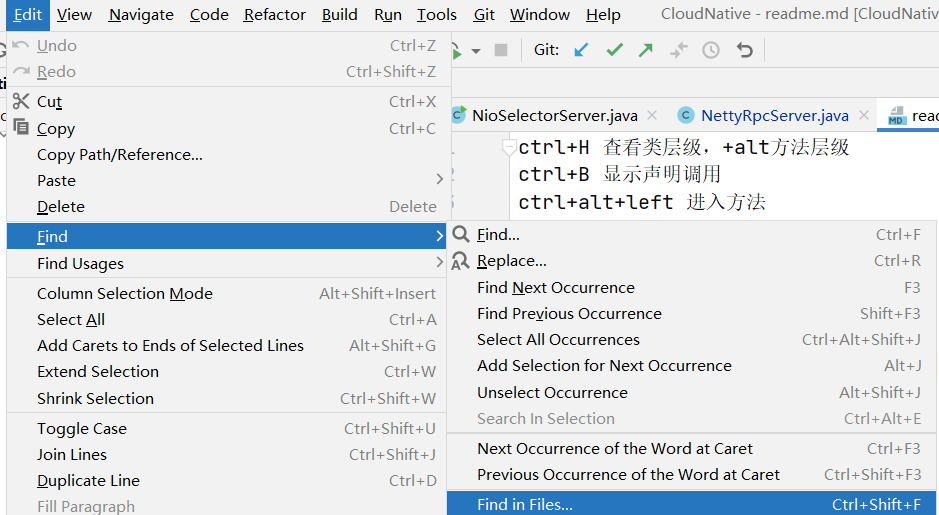 Edit View Navigate Code Refactor Build Run Tools Git Window Help CloudNative - readme.md [CloudNativ
Undo Ctrl+Z
Redo Ctrl+Shift+Z
Cut Ctrl+X
Copy Ctrl+C
Copy Path/Reference...
Paste
Delete Delete
Find
Find Usages
Column Selection Mode Alt+Shift+Insert
Select All Ctrl+A
Add Carets to Ends of Selected Lines Alt+Shift+G
Extend Selection Ctrl+W
Shrink Selection Ctrl+Shift+W
Toggle Case Ctrl+Shift+U
Join Lines Ctrl+Shift+J
Duplicate Line Ctrl+D
Fill Paragraph
Git:
NioSelectorServer.java NettyRpcServer.java MD read
ctrl+H 查看类层级，+alt方法层级
ctrl+B 显示声明调用
ctrl+alt+left 进入方法
Find... Ctrl+F
Replace... Ctrl+R
Find Next Occurrence F3
Find Previous Occurrence Shift+F3
Select All Occurrences Ctrl+Alt+Shift+J
Add Selection for Next Occurrence Alt+J
Unselect Occurrence Alt+Shift+J
Search In Selection Ctrl+Alt+E
Next Occurrence of the Word at Caret Ctrl+F3
Previous Occurrence of the Word at Caret Ctrl+Shift+F3
Find in Files... Ctrl+Shift+F